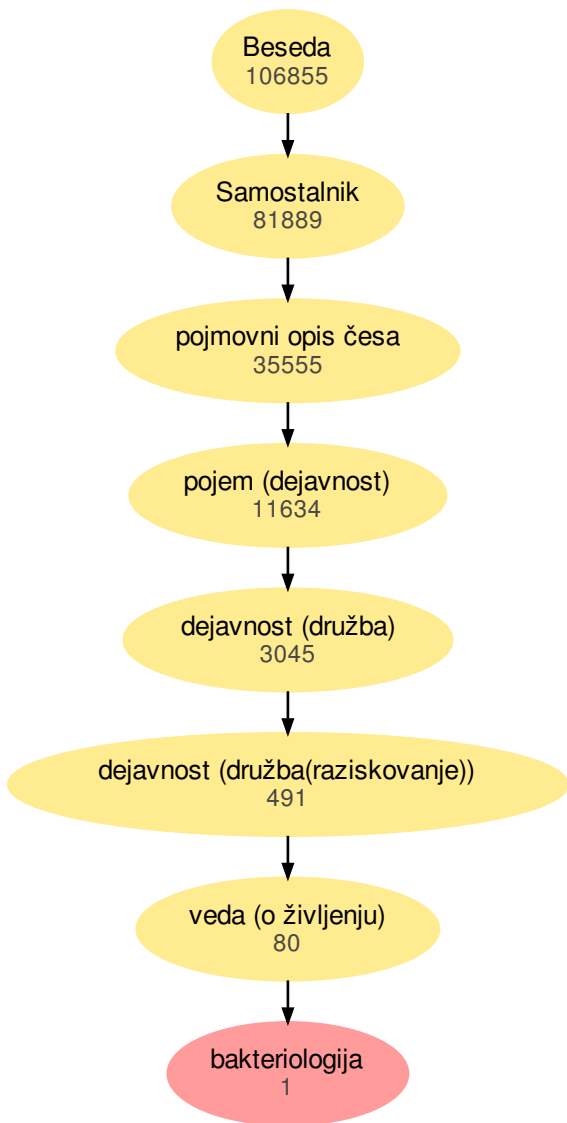 Beseda
106855
Samostalnik
81889
pojmovni opis česa
35555
pojem (dejavnost)
11634
dejavnost (družba)
3045
dejavnost (družba(raziskovanje))
491
veda (o življenju)
80
bakteriologija
1